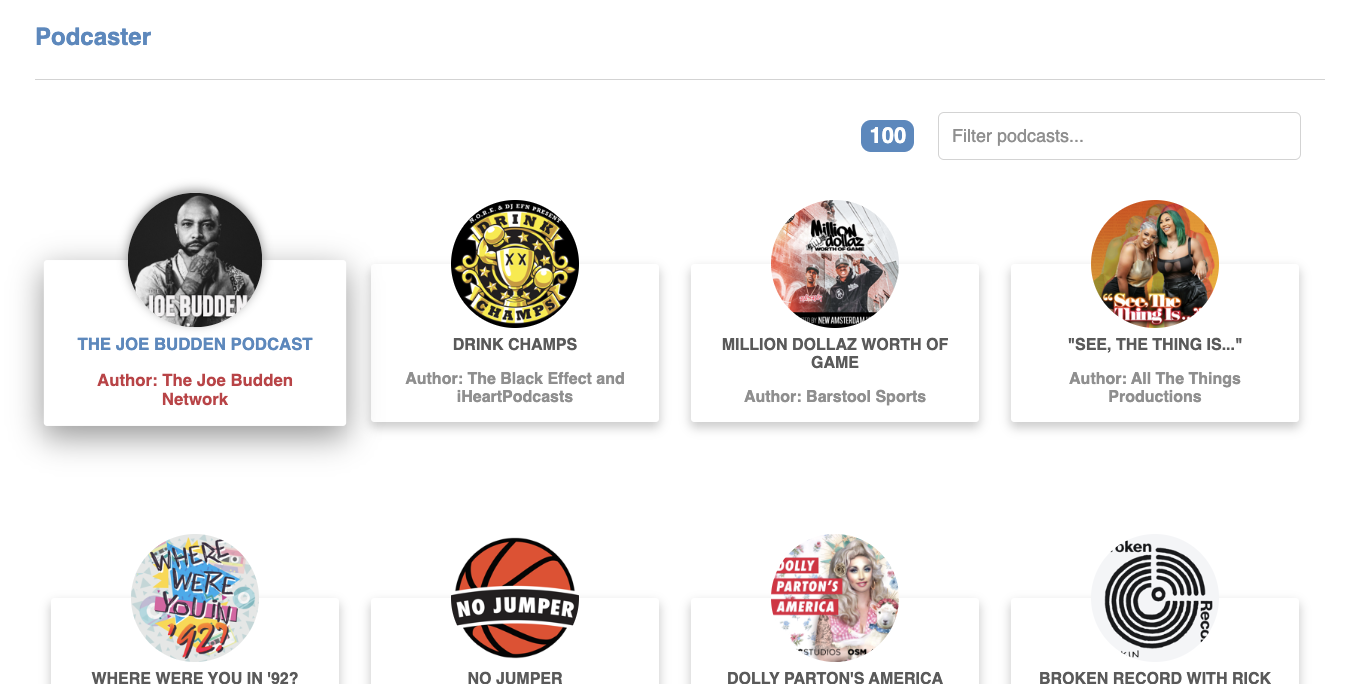 Podcaster
100
Filter podcasts...
JOE BUDDEN
THE JOE BUDDEN PODCAST
Author: The Joe Budden
Network
N.O.R.E. & DJ EFN PRESENT
DRINK
XX
CHAMPS
DRINK CHAMPS
Author: The Black Effect and
iHeartPodcasts
Million
dollaz
WORTH OF GAME
NEW AMSTERDAM
MILLION DOLLAZ WORTH OF
GAME
Author: Barstool Sports
"See, The
Thing Is..."
"SEE, THE THING IS..."
Author: All The Things
Productions
WHERE
WERE
YOU IN
'92?
WHERE WERE YOU IN '92?
NO JUMPER
NO JUMPER
DOLLY
PARTON'S
AMERICA
STUDIOS OSM
DOLLY PARTON'S AMERICA
roken
Reco
KIN
BROKEN RECORD WITH RICK